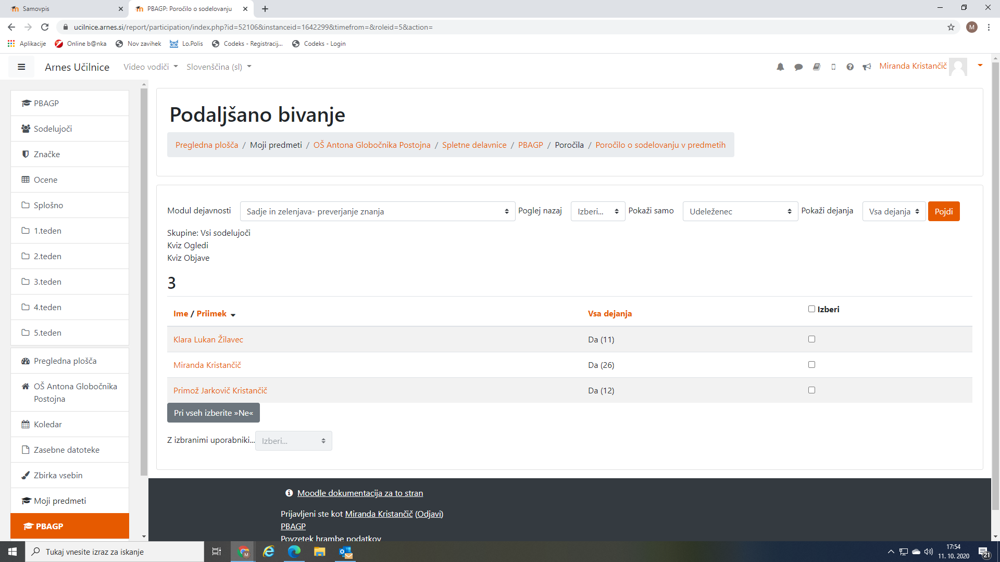 Samovpis
PBAGP: Poročilo o sodelovanju
ucilnice.arnes.si/report/participation/index.php?id=52106&instanceid=1642299&timefrom=&roleid=5&action=
M
Aplikacije
Online b@nka
Nov zavihek
Lo.Polis
Codeks - Registracij...
Codeks - Login
Arnes Učilnice
Video vodiči
Slovenščina (sl)
Miranda Kristančič
PBAGP
Sodelujoči
Značke
Ocene
Splošno
1.teden
2.teden
3.teden
4.teden
5.teden
Pregledna plošča
OŠ Antona Globočnika
Postojna
Koledar
Zasebne datoteke
Zbirka vsebin
Moji predmeti
PBAGP
Podaljšano bivanje
Pregledna plošča / Moji predmeti / OŠ Antona Globočnika Postojna / Spletne delavnice / PBAGP / Poročila / Poročilo o sodelovanju v predmetih
Modul dejavnosti Sadje in zelenjava- preverjanje znanja Poglej nazaj Izberi... Pokaži samo Udeleženec Pokaži dejanja Vsa dejanja Pojdi
Skupine: Vsi sodelujoči
Kviz Ogledi
Kviz Objave
3
Ime / Priimek Vsa dejanja Izberi
Klara Lukan Žilavec Da (11)
Miranda Kristančič Da (26)
Primož Jarkovič Kristančič Da (12)
Pri vseh izberite »Ne«
Z izbranimi uporabniki... Izberi...
Moodle dokumentacija za to stran
Prijavljeni ste kot Miranda Kristančič (Odjavi)
PBAGP
Povzetek hrambe podatkov
Tukaj vnesite izraz za iskanje
M
17:54
11. 10. 2020
21